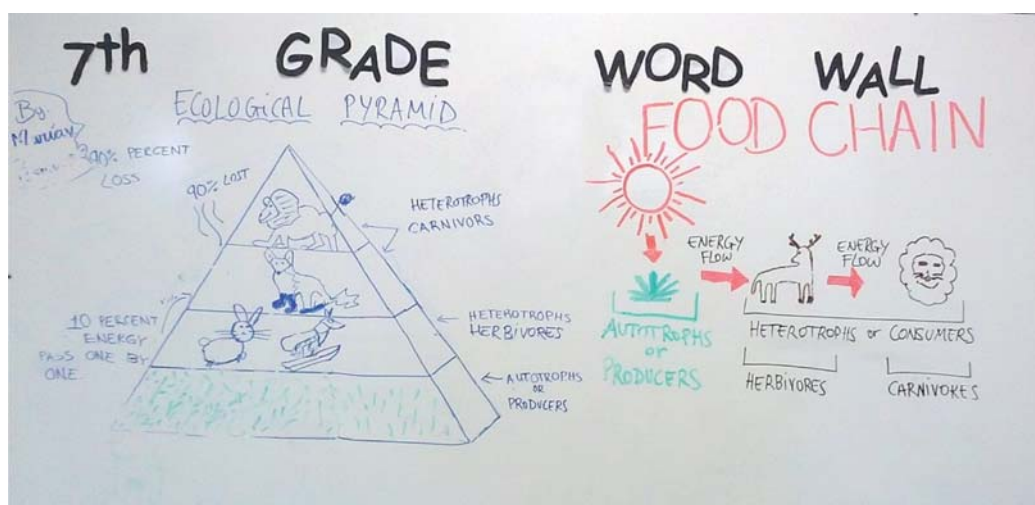 7th GRADE WORD WALL
ECOLOGICAL PYRAMID
FOOD CHAIN
By.
90% PERCENT
LOSS
90% LOST
HETEROTROPHS
CARNIVORS
10 PERCENT
ENERGY
PASS ONE BY
ONE
HETEROTROPHS
HERBIVORES
AUTOTROPHS
OR
PRODUCERS
ENERGY
FLOW
ENERGY
FLOW
AUTOTROPHS
or
PRODUCERS
HETEROTROPHS or CONSUMERS
HERBIVORES
CARNIVORES